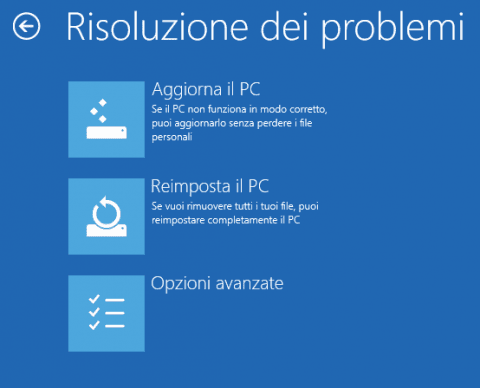 Risoluzione dei problemi
Aggiorna il PC
Se il PC non funziona in modo corretto,
puoi aggiornarlo senza perdere i file
personali
Reimposta il PC
Se vuoi rimuovere tutti i tuoi file, puoi
reimpostare completamente il PC
Opzioni avanzate